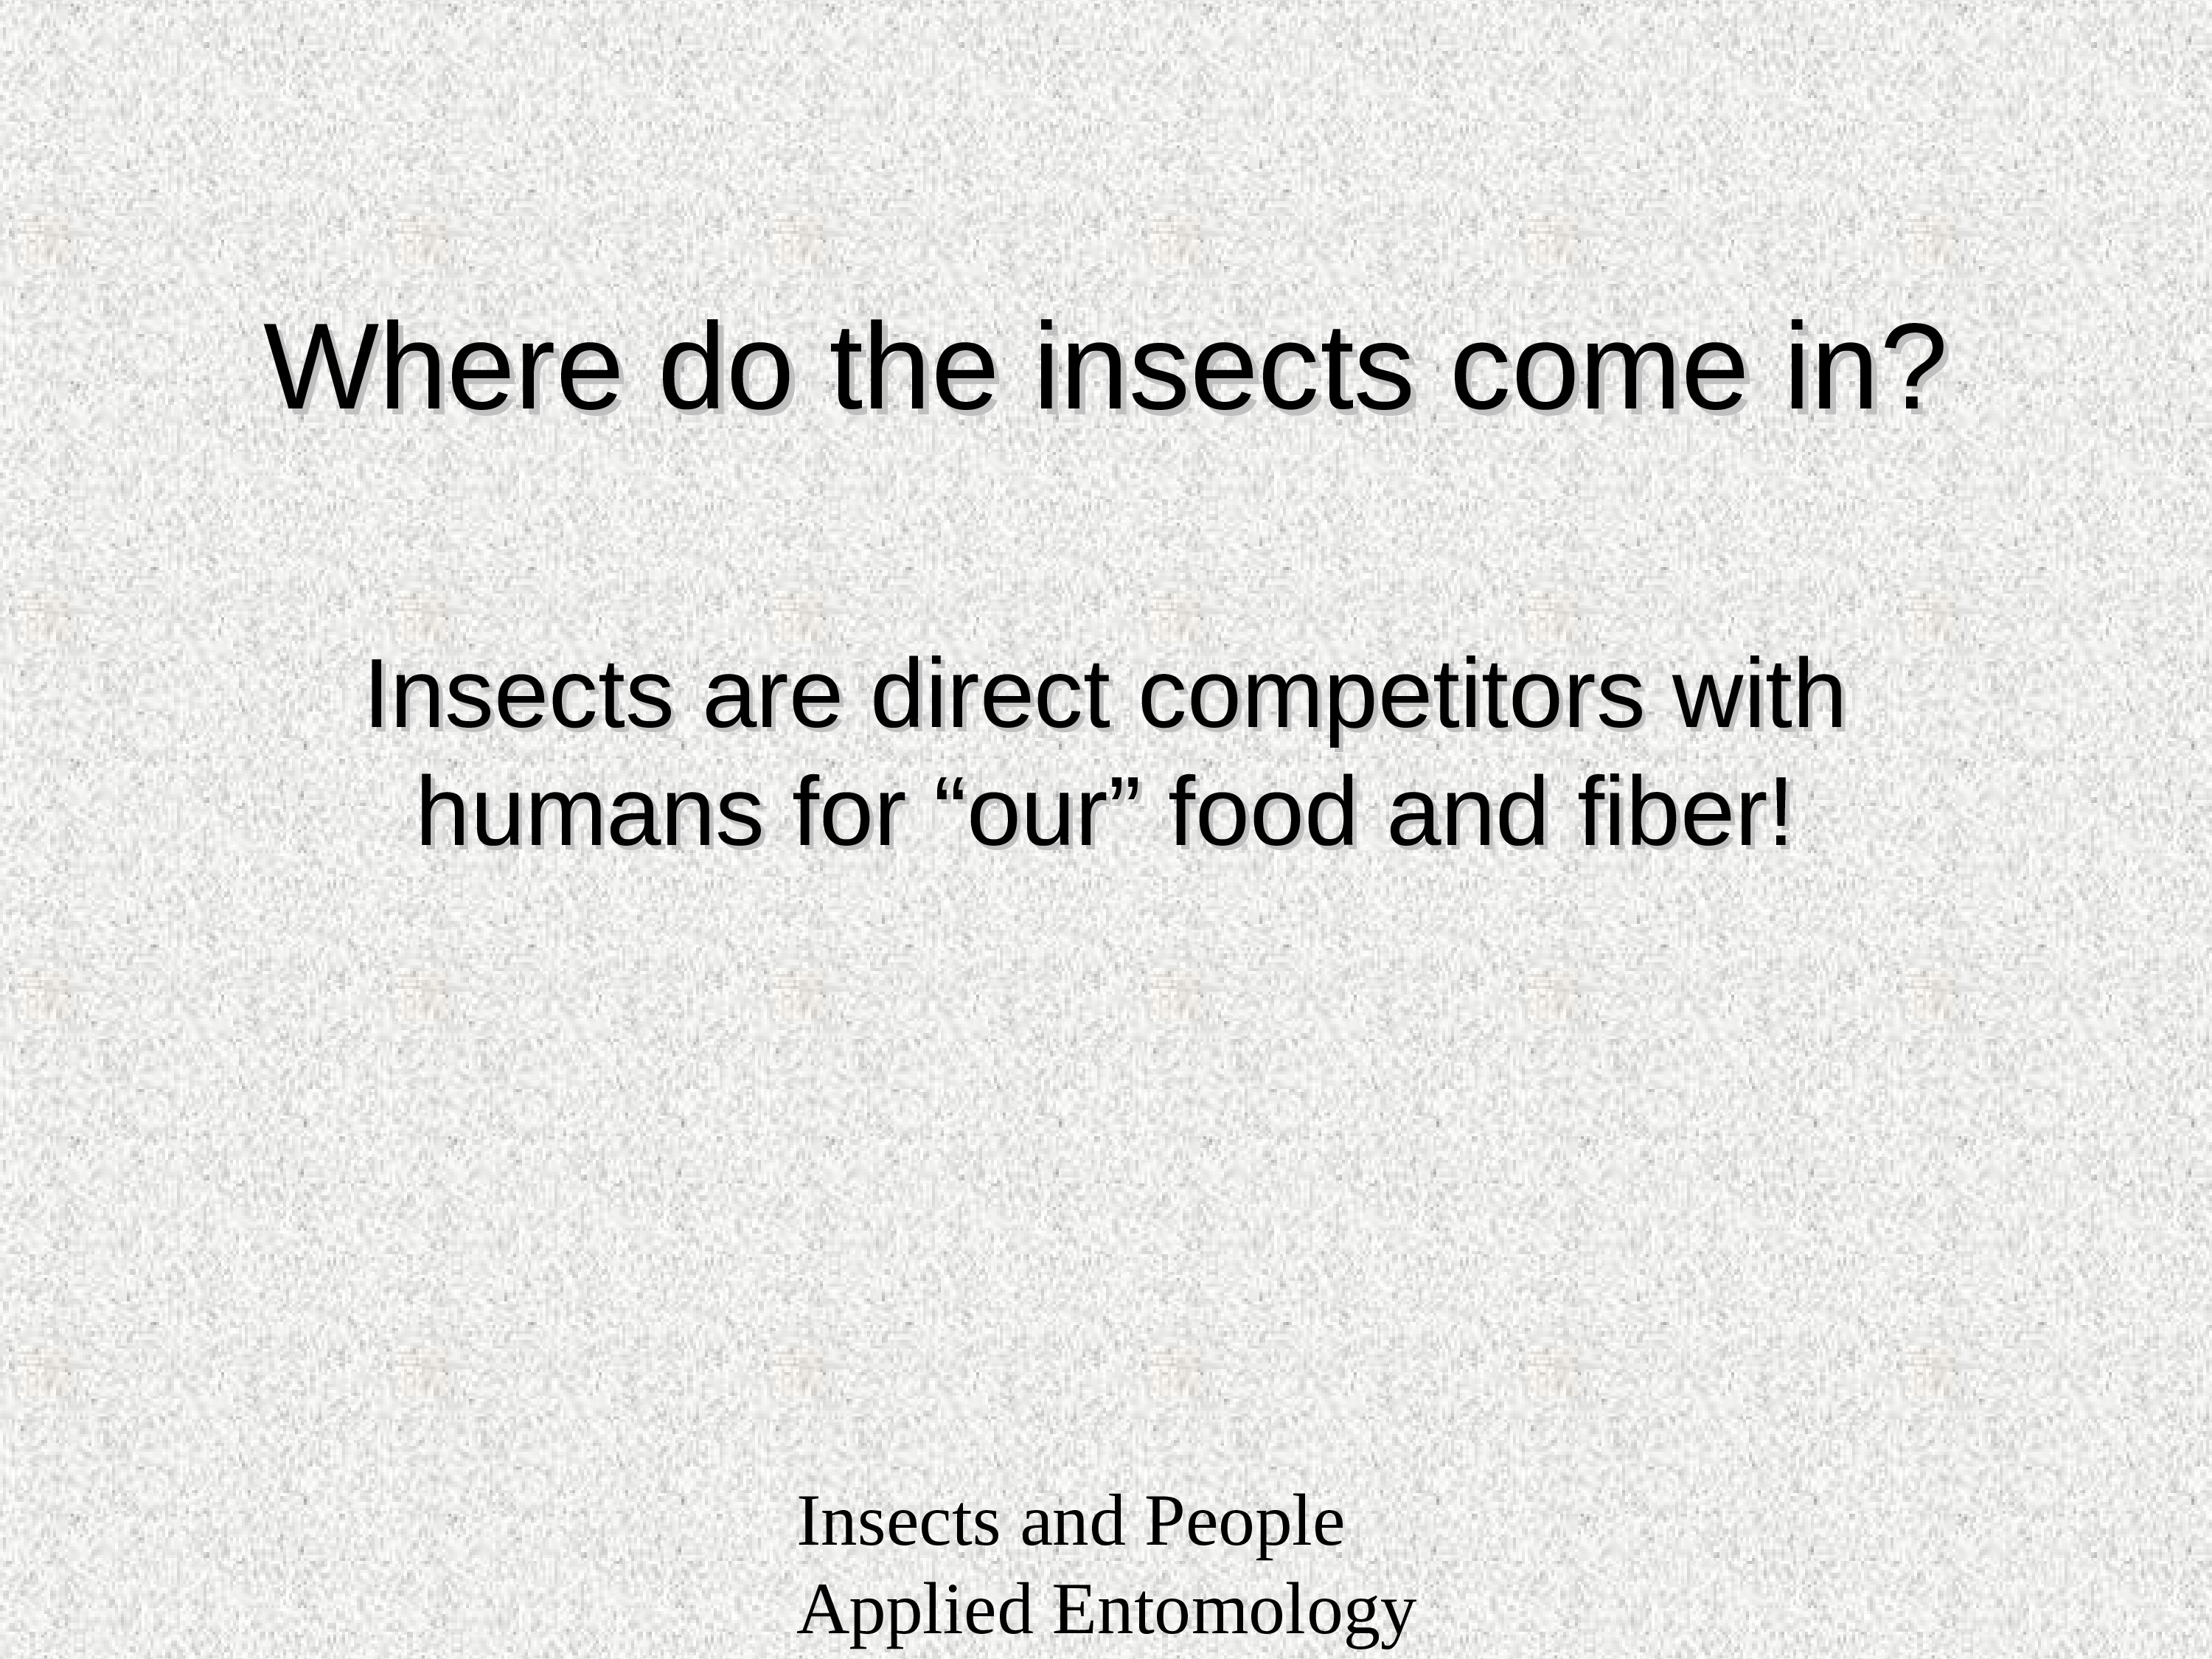 Where do the insects come in?
Insects are direct competitors with
humans for “our” food and fiber!
Insects and People
Applied Entomology